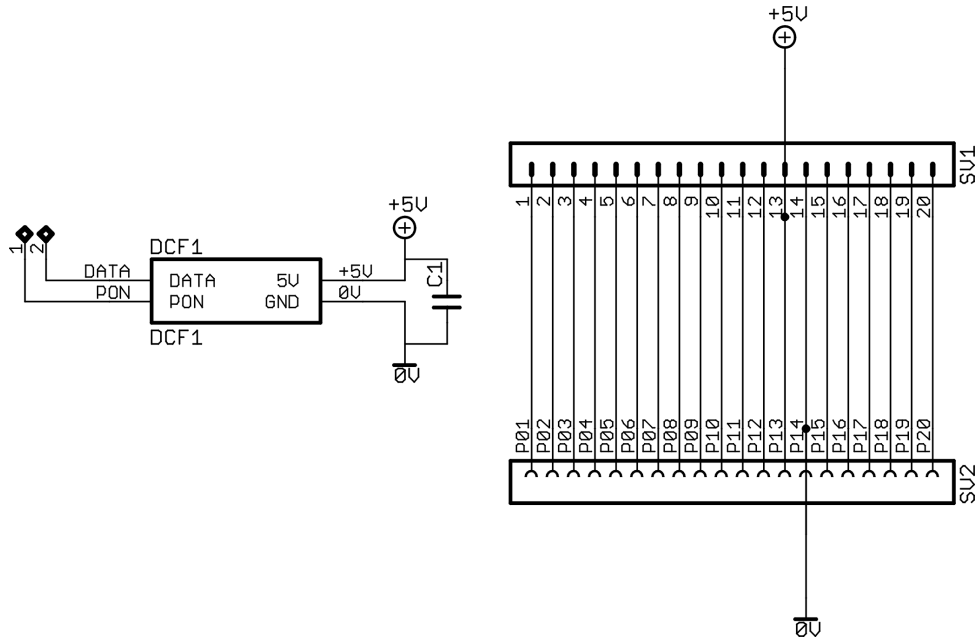 +5V
SV1
1 2 3 4 5 6 7 8 9 10 11 12 13 14 15 16 17 18 19 20
+5V
1 2
DCF1
DATA
PON
DATA 5V
PON GND
+5V
0V
C1
DCF1
0V
P01 P02 P03 P04 P05 P06 P07 P08 P09 P10 P11 P12 P13 P14 P15 P16 P17 P18 P19 P20
SV2
0V